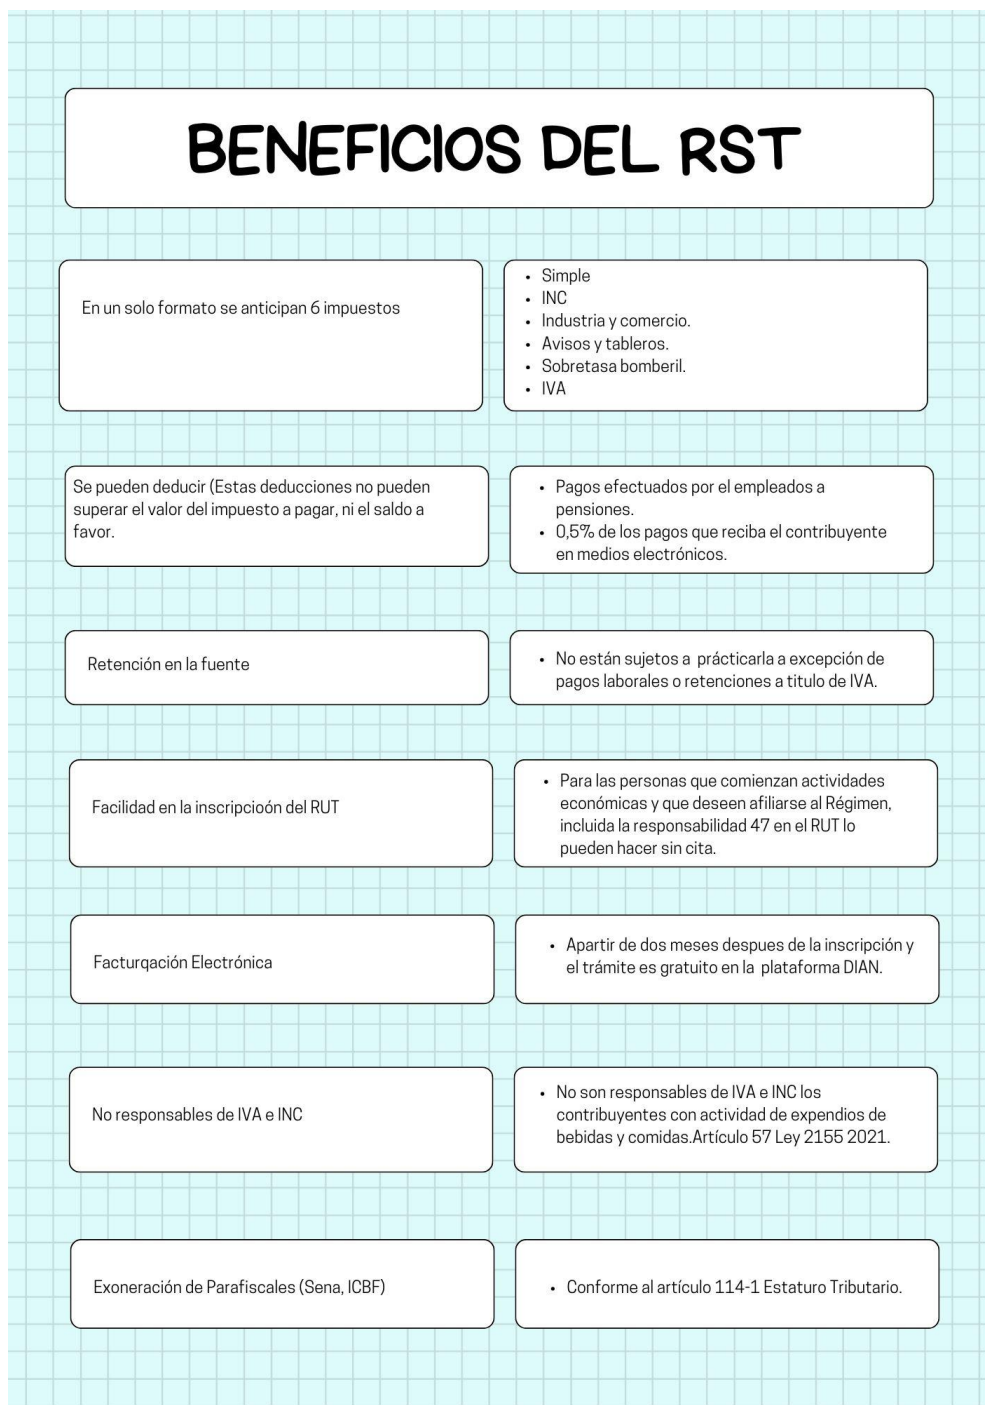 BENEFICIOS DEL RST
En un solo formato se anticipan 6 impuestos
• Simple
• INC
• Industria y comercio.
• Avisos y tableros.
• Sobretasa bomberil.
• IVA
Se pueden deducir (Estas deducciones no pueden
superar el valor del impuesto a pagar, ni el saldo a
favor.
• Pagos efectuados por el empleados a
pensiones.
• 0,5% de los pagos que reciba el contribuyente
en medios electrónicos.
Retención en la fuente
• No están sujetos a prácticarla a excepción de
pagos laborales o retenciones a titulo de IVA.
Facilidad en la inscripcioón del RUT
• Para las personas que comienzan actividades
económicas y que deseen afiliarse al Régimen,
incluida la responsabilidad 47 en el RUT lo
pueden hacer sin cita.
Facturqación Electrónica
• Apartir de dos meses despues de la inscripción y
el trámite es gratuito en la plataforma DIAN.
No responsables de IVA e INC
• No son responsables de IVA e INC los
contribuyentes con actividad de expendios de
bebidas y comidas.Artículo 57 Ley 2155 2021.
Exoneración de Parafiscales (Sena, ICBF)
• Conforme al artículo 114-1 Estaturo Tributario.